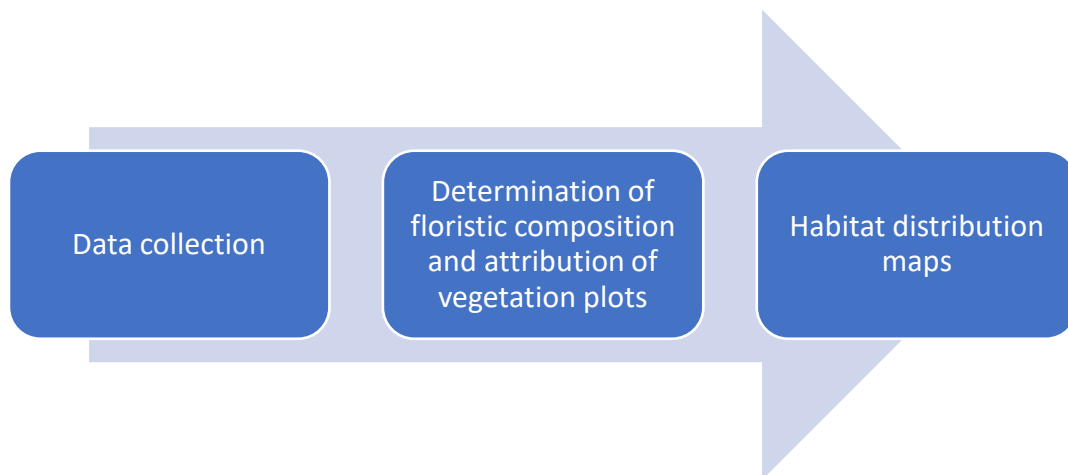 Data collection
Determination of
floristic composition
and attribution of
vegetation plots
Habitat distribution
maps